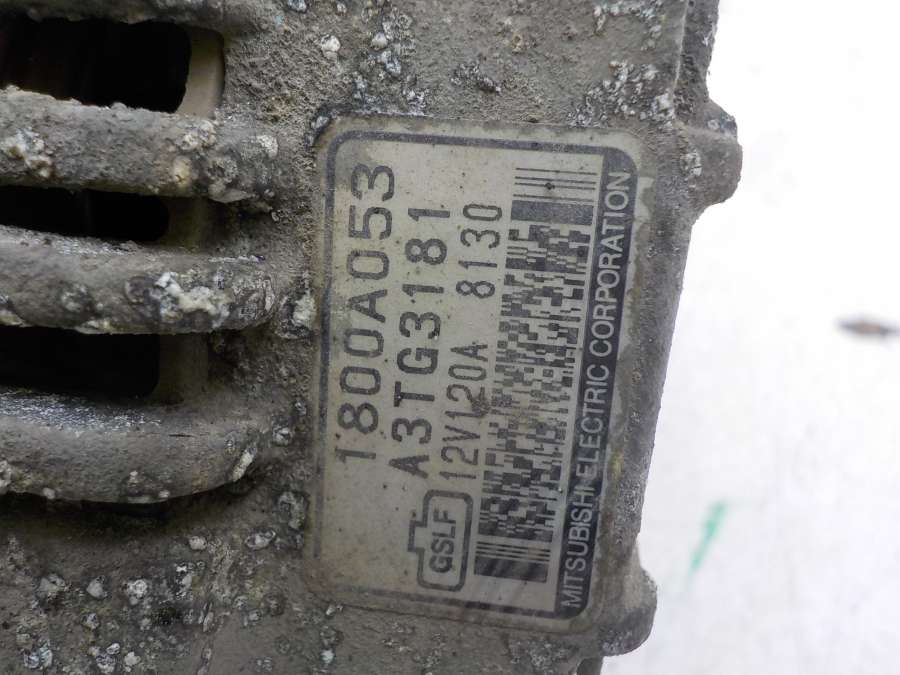 1800A053
A3TG3181
GSLF 12V120A 8130
MITSUBISHI ELECTRIC CORPORATION